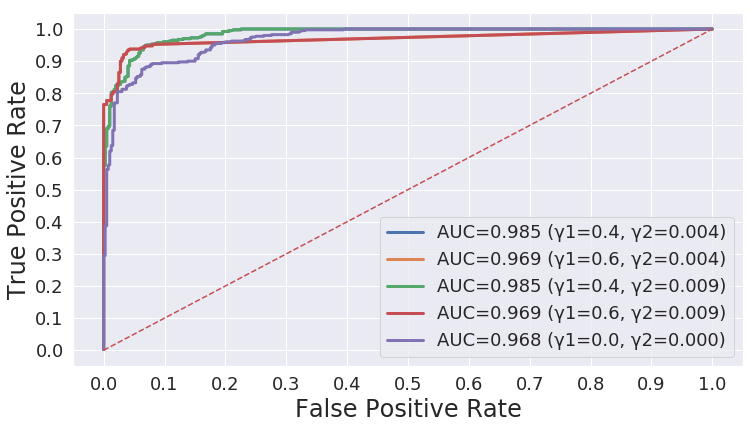 1.0
0.9
0.8
0.7
0.6
0.5
0.4
0.3
0.2
0.1
0.0
True Positive Rate
AUC=0.985 (γ1=0.4, γ2=0.004)
AUC=0.969 (γ1=0.6, γ2=0.004)
AUC=0.985 (γ1=0.4, γ2=0.009)
AUC=0.969 (γ1=0.6, γ2=0.009)
AUC=0.968 (γ1=0.0, γ2=0.000)
0.0 0.1 0.2 0.3 0.4 0.5 0.6 0.7 0.8 0.9 1.0
False Positive Rate